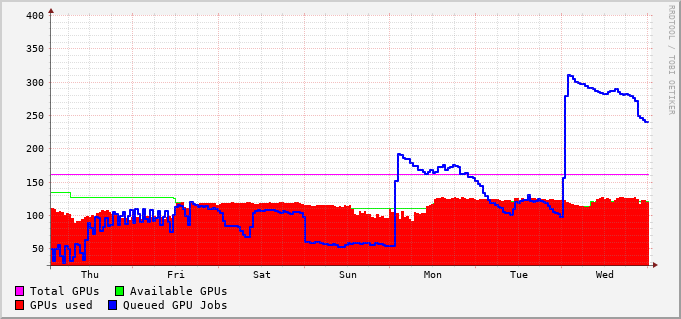 400
350
300
250
200
150
100
50
Thu Fri Sat Sun Mon Tue Wed
Total GPUs Available GPUs
GPUs used Queued GPU Jobs
RRDTOOL / TOBI OETIKER